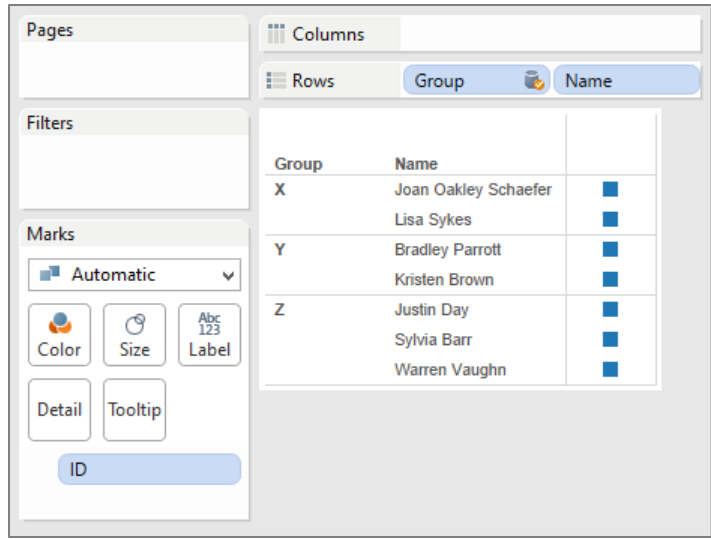 Pages
Columns
Rows Group Name
Filters
Group Name
X Joan Oakley Schaefer
Lisa Sykes
Y Bradley Parrott
Kristen Brown
Z Justin Day
Sylvia Barr
Warren Vaughn
Marks
Automatic
Abc
123
Color Size Label
Detail Tooltip
ID